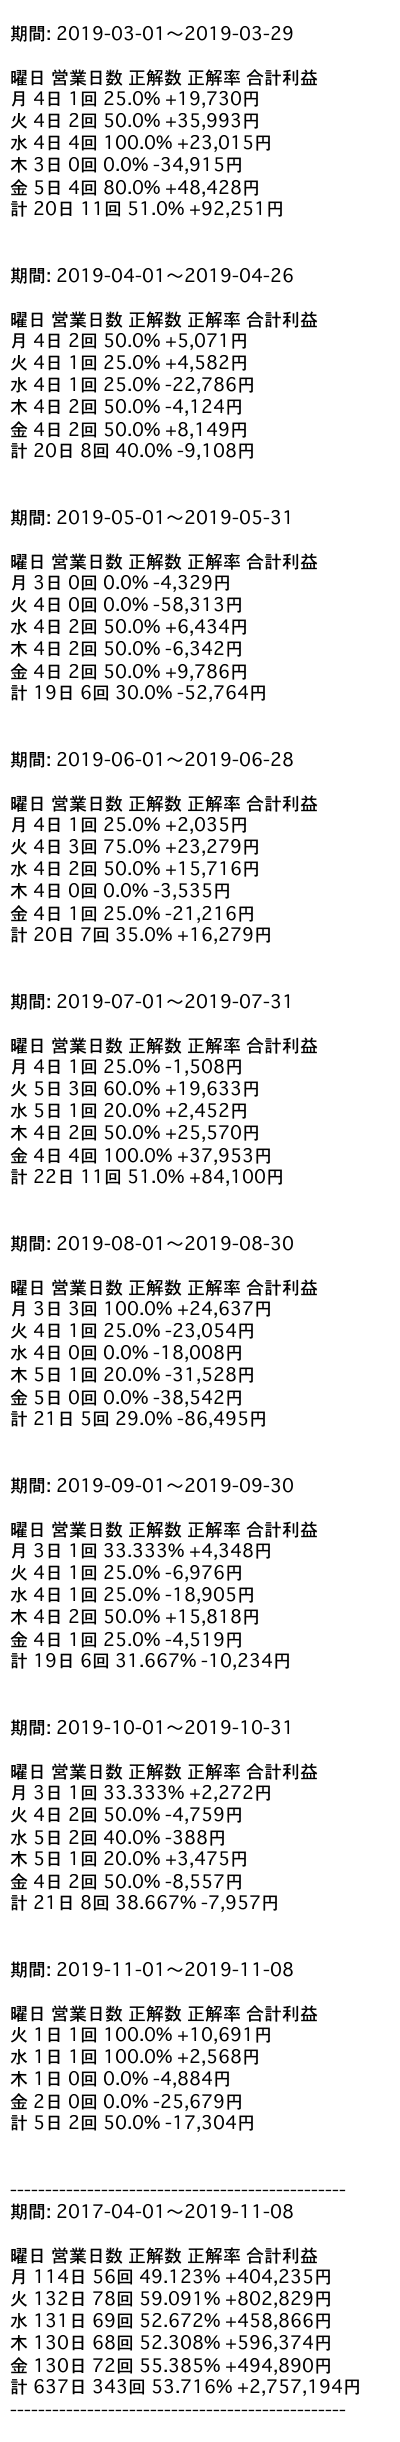 期間: 2019-03-01〜2019-03-29
曜日 営業日数 正解数 正解率 合計利益
月 4日 1回 25.0% +19,730円
火 4日 2回 50.0% +35,993円
水 4日 4回 100.0% +23,015円
木 3日 0回 0.0% -34,915円
金 5日 4回 80.0% +48,428円
計 20日 11回 51.0% +92,251円
期間: 2019-04-01〜2019-04-26
曜日 営業日数 正解数 正解率 合計利益
月 4日 2回 50.0% +5,071円
火 4日 1回 25.0% +4,582円
水 4日 1回 25.0% -22,786円
木 4日 2回 50.0% -4,124円
金 4日 2回 50.0% +8,149円
計 20日 8回 40.0% -9,108円
期間: 2019-05-01〜2019-05-31
曜日 営業日数 正解数 正解率 合計利益
月 3日 0回 0.0% -4,329円
火 4日 0回 0.0% -58,313円
水 4日 2回 50.0% +6,434円
木 4日 2回 50.0% -6,342円
金 4日 2回 50.0% +9,786円
計 19日 6回 30.0% -52,764円
期間: 2019-06-01〜2019-06-28
曜日 営業日数 正解数 正解率 合計利益
月 4日 1回 25.0% +2,035円
火 4日 3回 75.0% +23,279円
水 4日 2回 50.0% +15,716円
木 4日 0回 0.0% -3,535円
金 4日 1回 25.0% -21,216円
計 20日 7回 35.0% +16,279円
期間: 2019-07-01〜2019-07-31
曜日 営業日数 正解数 正解率 合計利益
月 4日 1回 25.0% -1,508円
火 5日 3回 60.0% +19,633円
水 5日 1回 20.0% +2,452円
木 4日 2回 50.0% +25,570円
金 4日 4回 100.0% +37,953円
計 22日 11回 51.0% +84,100円
期間: 2019-08-01〜2019-08-30
曜日 営業日数 正解数 正解率 合計利益
月 3日 3回 100.0% +24,637円
火 4日 1回 25.0% -23,054円
水 4日 0回 0.0% -18,008円
木 5日 1回 20.0% -31,528円
金 5日 0回 0.0% -38,542円
計 21日 5回 29.0% -86,495円
期間: 2019-09-01〜2019-09-30
曜日 営業日数 正解数 正解率 合計利益
月 3日 1回 33.333% +4,348円
火 4日 1回 25.0% -6,976円
水 4日 1回 25.0% -18,905円
木 4日 2回 50.0% +15,818円
金 4日 1回 25.0% -4,519円
計 19日 6回 31.667% -10,234円
期間: 2019-10-01〜2019-10-31
曜日 営業日数 正解数 正解率 合計利益
月 3日 1回 33.333% +2,272円
火 4日 2回 50.0% -4,759円
水 5日 2回 40.0% -388円
木 5日 1回 20.0% +3,475円
金 4日 2回 50.0% -8,557円
計 21日 8回 38.667% -7,957円
期間: 2019-11-01〜2019-11-08
曜日 営業日数 正解数 正解率 合計利益
火 1日 1回 100.0% +10,691円
水 1日 1回 100.0% +2,568円
木 1日 0回 0.0% -4,884円
金 2日 0回 0.0% -25,679円
計 5日 2回 50.0% -17,304円
------------------------------------------------
期間: 2017-04-01〜2019-11-08
曜日 営業日数 正解数 正解率 合計利益
月 114日 56回 49.123% +404,235円
火 132日 78回 59.091% +802,829円
水 131日 69回 52.672% +458,866円
木 130日 68回 52.308% +596,374円
金 130日 72回 55.385% +494,890円
計 637日 343回 53.716% +2,757,194円
------------------------------------------------